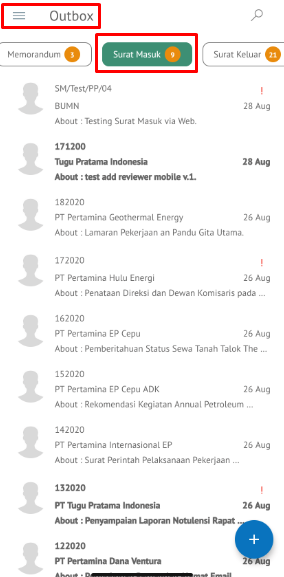 Outbox
Memorandum 3
Surat Masuk 9
Surat Keluar 21
SM/Test/PP/04
!
BUMN
28 Aug
About : Testing Surat Masuk via Web.
171200
Tugu Pratama Indonesia
28 Aug
About : test add reviewer mobile v.1.
182020
PT Pertamina Geothermal Energy
26 Aug
About : Lamaran Pekerjaan an Pandu Gita Utama.
172020
!
PT Pertamina Hulu Energi
26 Aug
About : Penataan Direksi dan Dewan Komisaris pada ...
162020
PT Pertamina EP Cepu
26 Aug
About : Pemberitahuan Status Sewa Tanah Talok The ...
152020
PT Pertamina EP Cepu ADK
26 Aug
About : Rekomendasi Kegiatan Annual Petroleum ...
142020
PT Pertamina Internasional EP
26 Aug
About : Surat Perintah Pelaksanaan Pekerjaan ...
132020
!
PT Tugu Pratama Indonesia
26 Aug
About : Penyampaian Laporan Notulensi Rapat ...
122020
PT Pertamina Dana Ventura
26 Aug
About :
Email